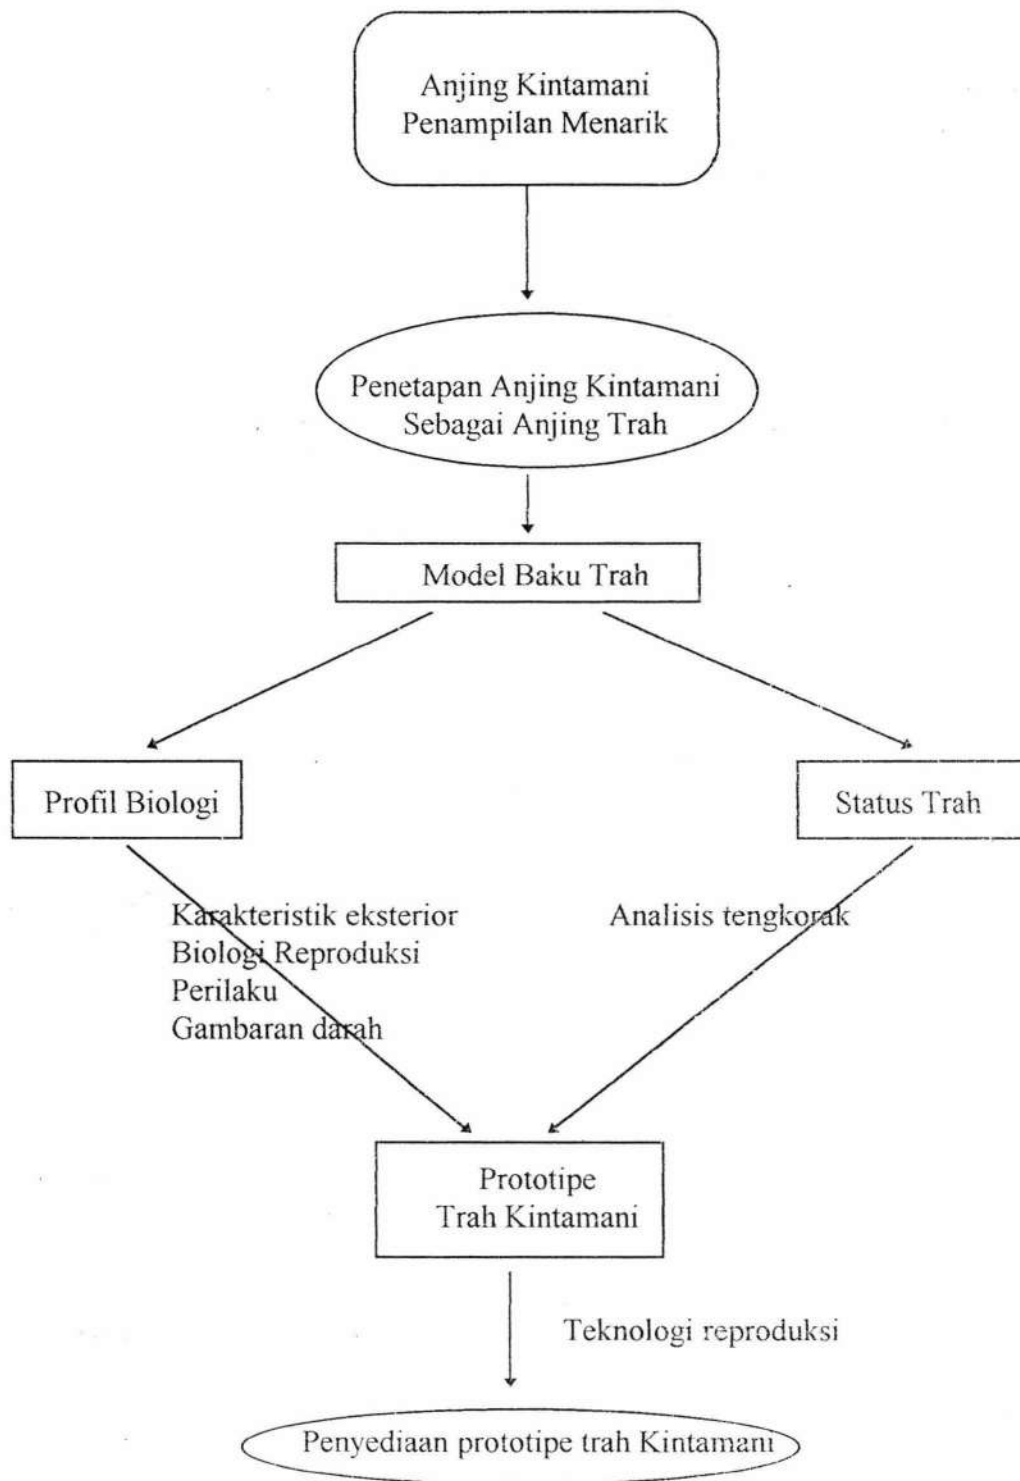 Anjing Kintamani
Penampilan Menarik
Penetapan Anjing Kintamani
Sebagai Anjing Trah
Model Baku Trah
Profil Biologi
Status Trah
Karakteristik eksterior
Biologi Reproduksi
Perilaku
Gambaran darah
Analisis tengkorak
Prototipe
Trah Kintamani
Teknologi reproduksi
Penyediaan prototipe trah Kintamani